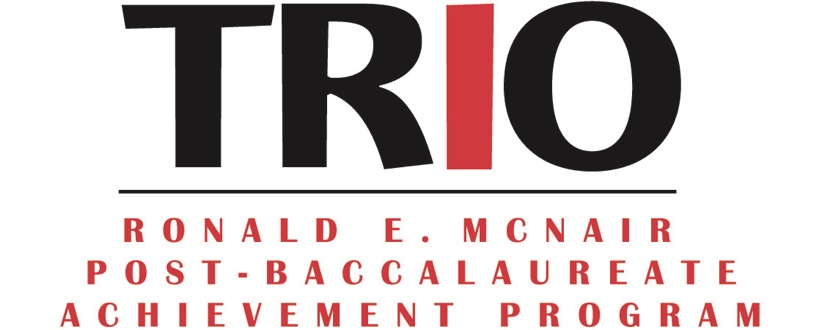 TRIO
RONALD E. MCNAIR
POST-BACCALAUREATE
ACHIEVEMENT PROGRAM